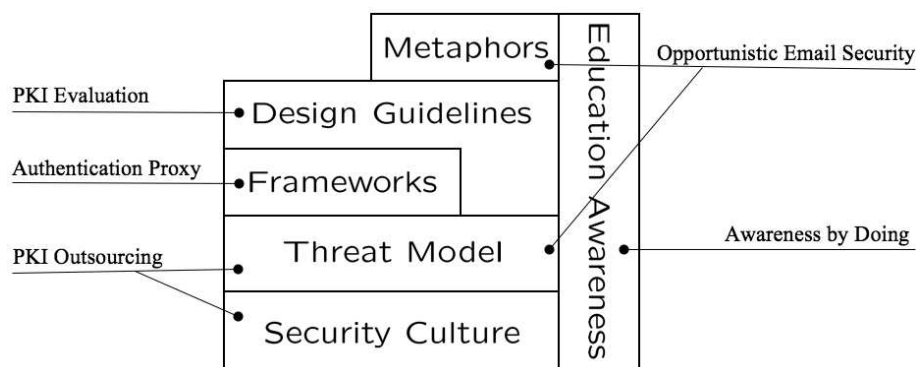 Metaphors
Opportunistic Email Security
PKI Evaluation
Design Guidelines
Authentication Proxy
Frameworks
Education Awareness
Awareness by Doing
PKI Outsourcing
Threat Model
Security Culture